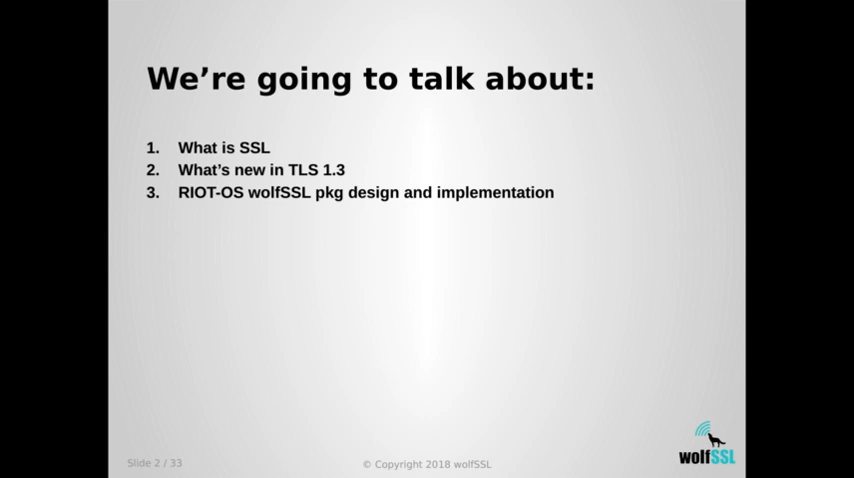 We’re going to talk about:
1. What is SSL
2. What’s new in TLS 1.3
3. RIOT-OS wolfSSL pkg design and implementation
Slide 2 / 33
© Copyright 2018 wolfSSL
wolfSSL